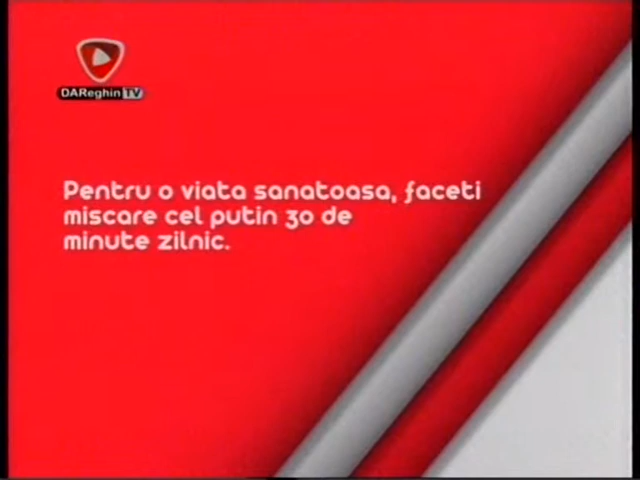 DAReghin TV
Pentru o viata sanatoasa, faceti
miscare cel putin 30 de
minute zilnic.